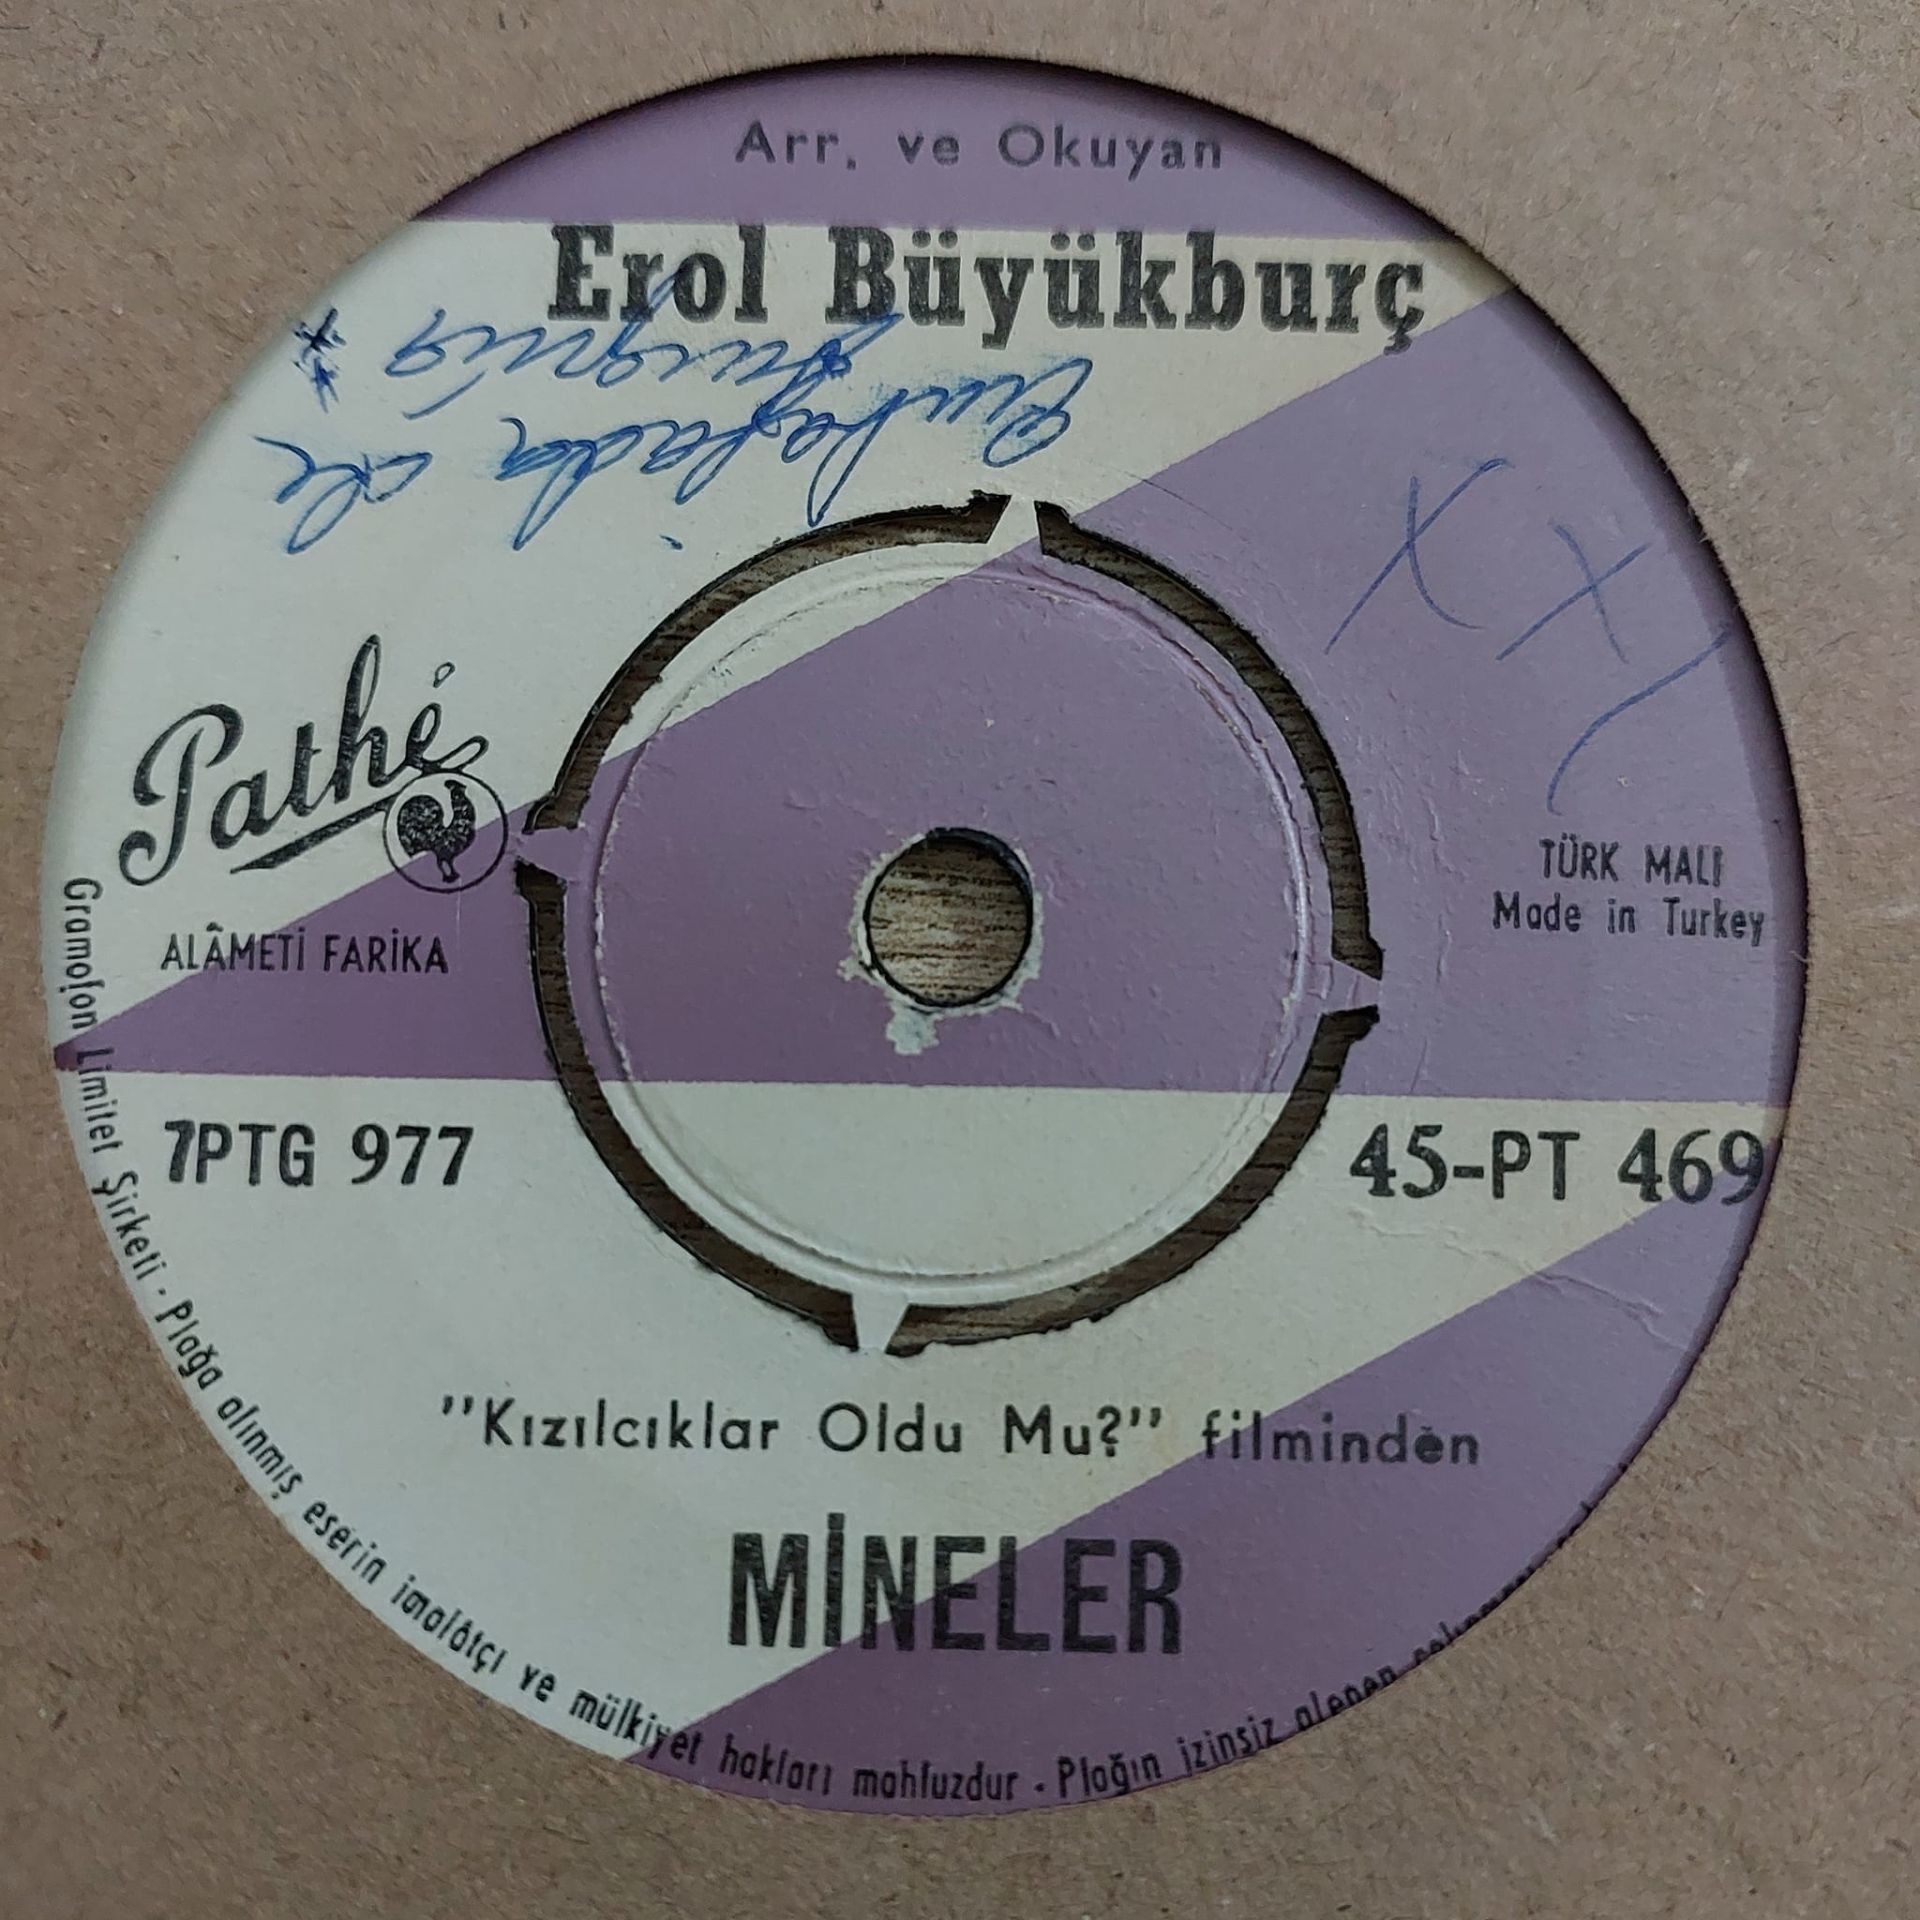 Arr. ve Okuyan
Erol Büyükburç
Pathé
ALÂMETİ FARİKA
TÜRK MALI
Made in Turkey
7PTG 977
45-PT 469
"Kızılcıklar Oldu Mu?" filminden
MİNELER
Gramofon Limitet Şirketi · Plağa alınmış eserin imalâtçı ve mülkiyet hakları mahfuzdur · Plağın izinsiz alenen